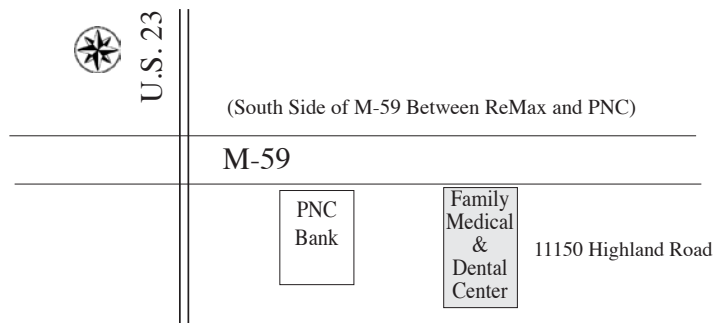 U.S. 23
(South Side of M-59 Between ReMax and PNC)
M-59
PNC
Bank
Family
Medical
&
Dental
Center
11150 Highland Road